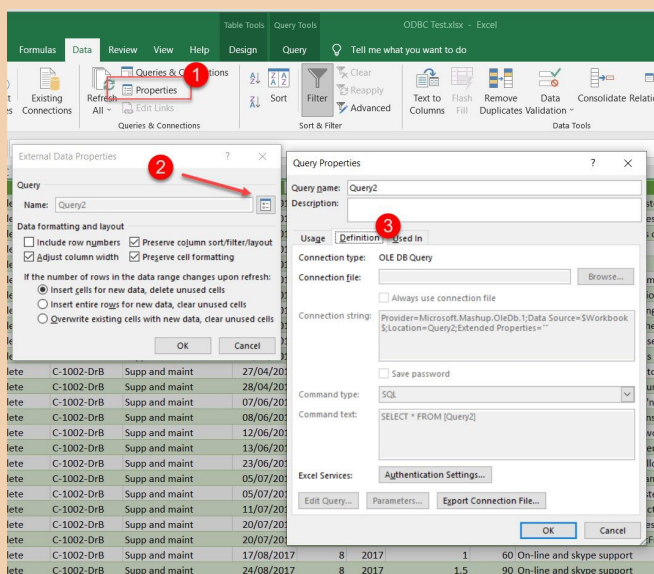 Table Tools Query Tools ODBC Test.xlsx - Excel
Formulas Data Review View Help Design Query Tell me what you want to do
Existing Connections
Refresh All
Queries & Connections
Properties
Edit Links
Queries & Connections
1
Sort
Filter
Clear
Reapply
Advanced
Sort & Filter
Text to Columns
Flash Fill
Remove Duplicates
Data Validation
Consolidate
Data Tools
External Data Properties ? ×
2
Query
Name: Query2
Data formatting and layout
Include row numbers Preserve column sort/filter/layout
Adjust column width Preserve cell formatting
If the number of rows in the data range changes upon refresh:
Insert cells for new data, delete unused cells
Insert entire rows for new data, clear unused cells
Overwrite existing cells with new data, clear unused cells
OK Cancel
Query Properties ? ×
Query name: Query2
Description:
3
Usage Definition Used In
Connection type: OLE DB Query
Connection file: Browse...
Always use connection file
Connection string: Provider=Microsoft.Mashup.OleDb.1;Data Source=$Workbook
$;Location=Query2;Extended Properties=""
Save password
Command type: SQL
Command text: SELECT * FROM [Query2]
Excel Services: Authentication Settings...
Edit Query... Parameters... Export Connection File...
OK Cancel
lete C-1002-DrB Supp and maint 27/04/201
lete C-1002-DrB Supp and maint 28/04/201
lete C-1002-DrB Supp and maint 07/06/201
lete C-1002-DrB Supp and maint 08/06/201
lete C-1002-DrB Supp and maint 12/06/201
lete C-1002-DrB Supp and maint 13/06/201
lete C-1002-DrB Supp and maint 23/06/201
lete C-1002-DrB Supp and maint 05/07/201
lete C-1002-DrB Supp and maint 05/07/201
lete C-1002-DrB Supp and maint 11/07/201
lete C-1002-DrB Supp and maint 20/07/201
lete C-1002-DrB Supp and maint 20/07/201
lete C-1002-DrB Supp and maint 17/08/2017 8 2017 1 60 On-line and skype support
lete C-1002-DrB Supp and maint 24/08/2017 8 2017 1.5 90 On-line and skype support